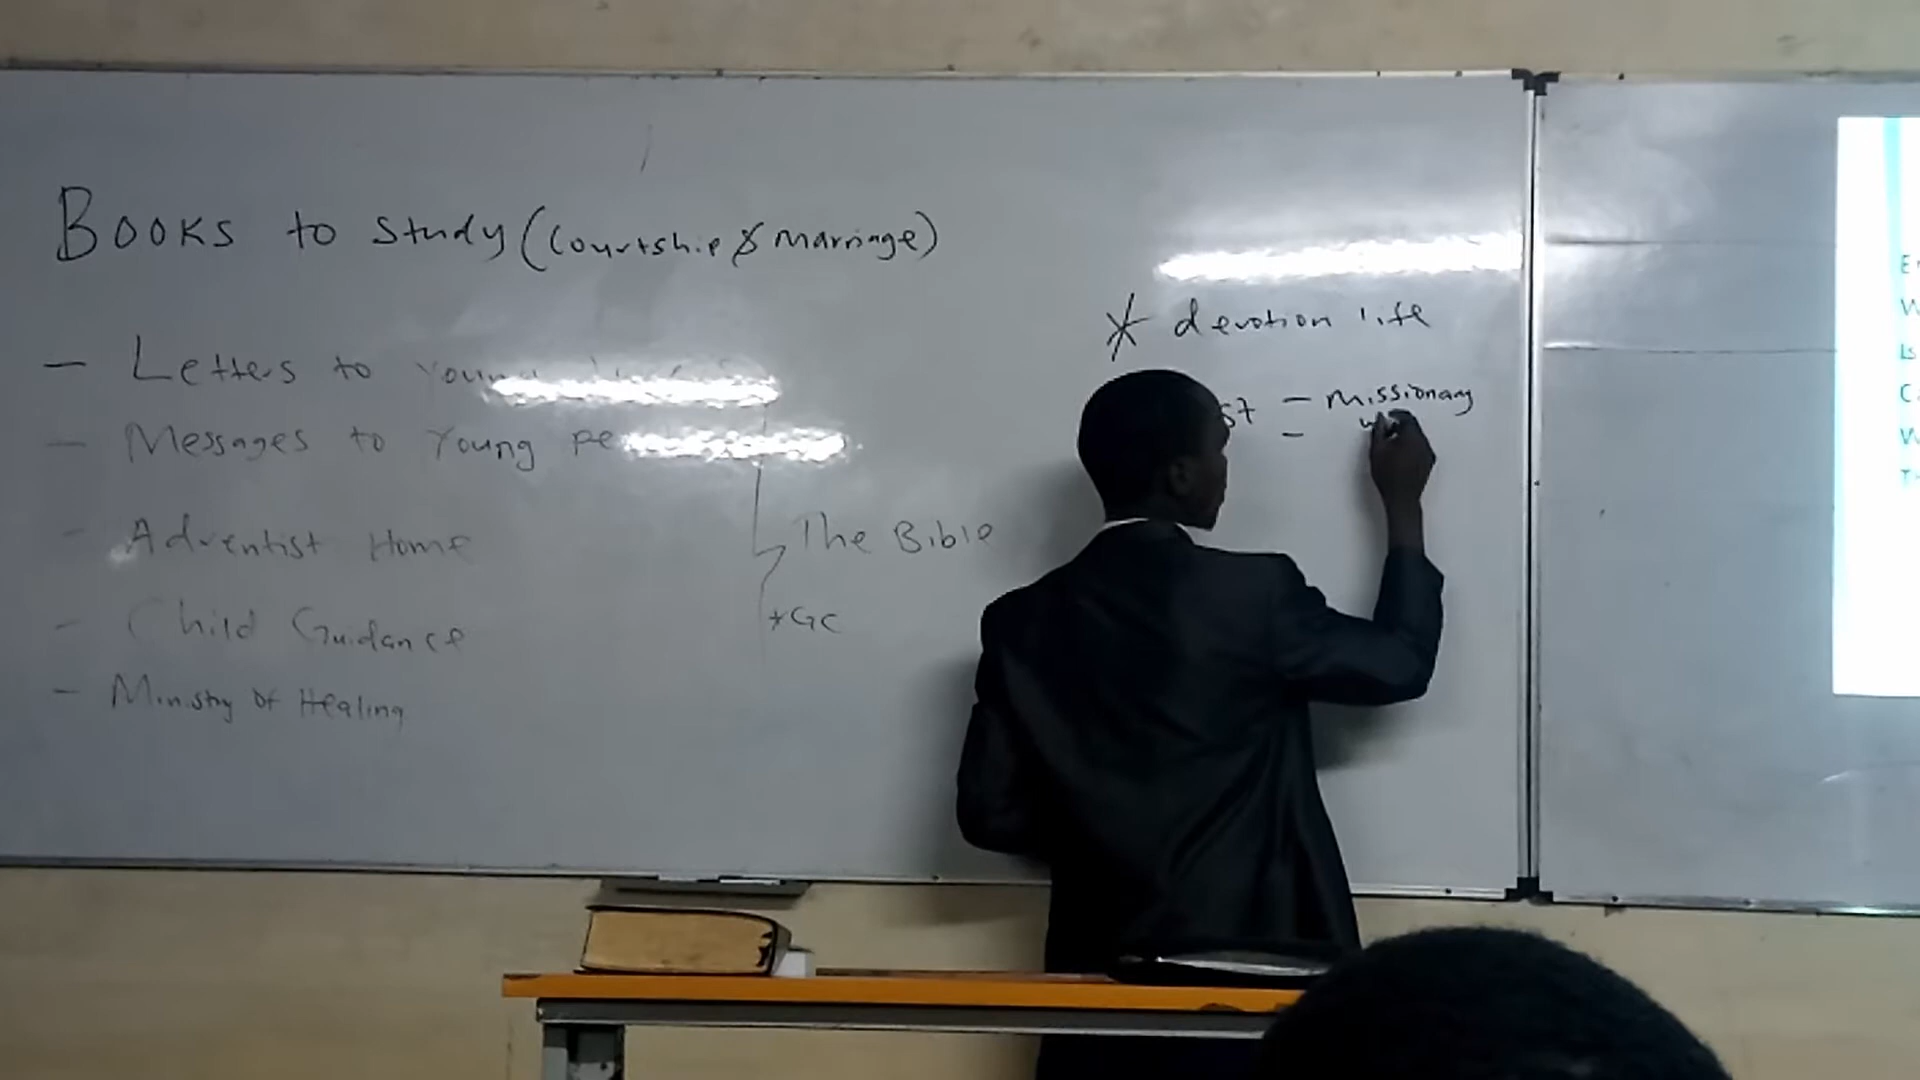 BOOKS to study (Courtship & marriage)
- Letters to Young
- Messages to Young
- Adventist Home
- Child Guidance
- Ministry of Healing
The Bible
*GC
* devotion life
- missionary
-